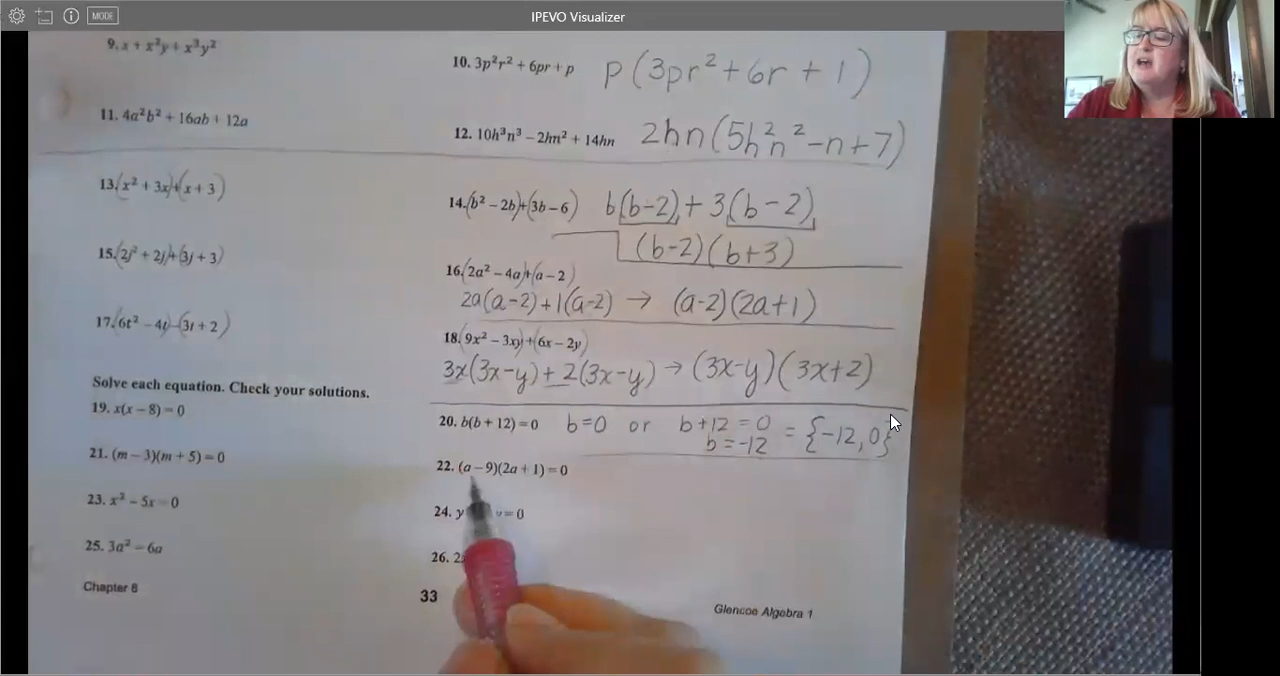 IPEVO Visualizer
MODE
9. x + x²y + x³y²
10. 3p²r² + 6pr + p p(3pr² + 6r + 1)
11. 4a²b² + 16ab + 12a
12. 10h³n³ – 2hn² + 14hn 2hn(5h²n² - n + 7)
13. (x² + 3x)+(x + 3)
14. (b² – 2b)+(3b – 6) b(b-2) + 3(b-2)
(b-2)(b+3)
15. (2j² + 2j)+(3j + 3)
16. (2a² – 4a)+(a – 2)
2a(a-2)+1(a-2) → (a-2)(2a+1)
17. (6t² – 4t)–(3t + 2)
18. (9x² – 3xy)+(6x – 2y)
3x(3x-y)+2(3x-y) → (3x-y)(3x+2)
Solve each equation. Check your solutions.
19. x(x – 8) = 0
20. b(b + 12) = 0 b=0 or b+12=0 = {-12,0}
b=-12
21. (m – 3)(m + 5) = 0
22. (a – 9)(2a + 1) = 0
23. x² – 5x = 0
24. y = 0
25. 3a² = 6a
26. 2
Chapter 8
33
Glencoe Algebra 1